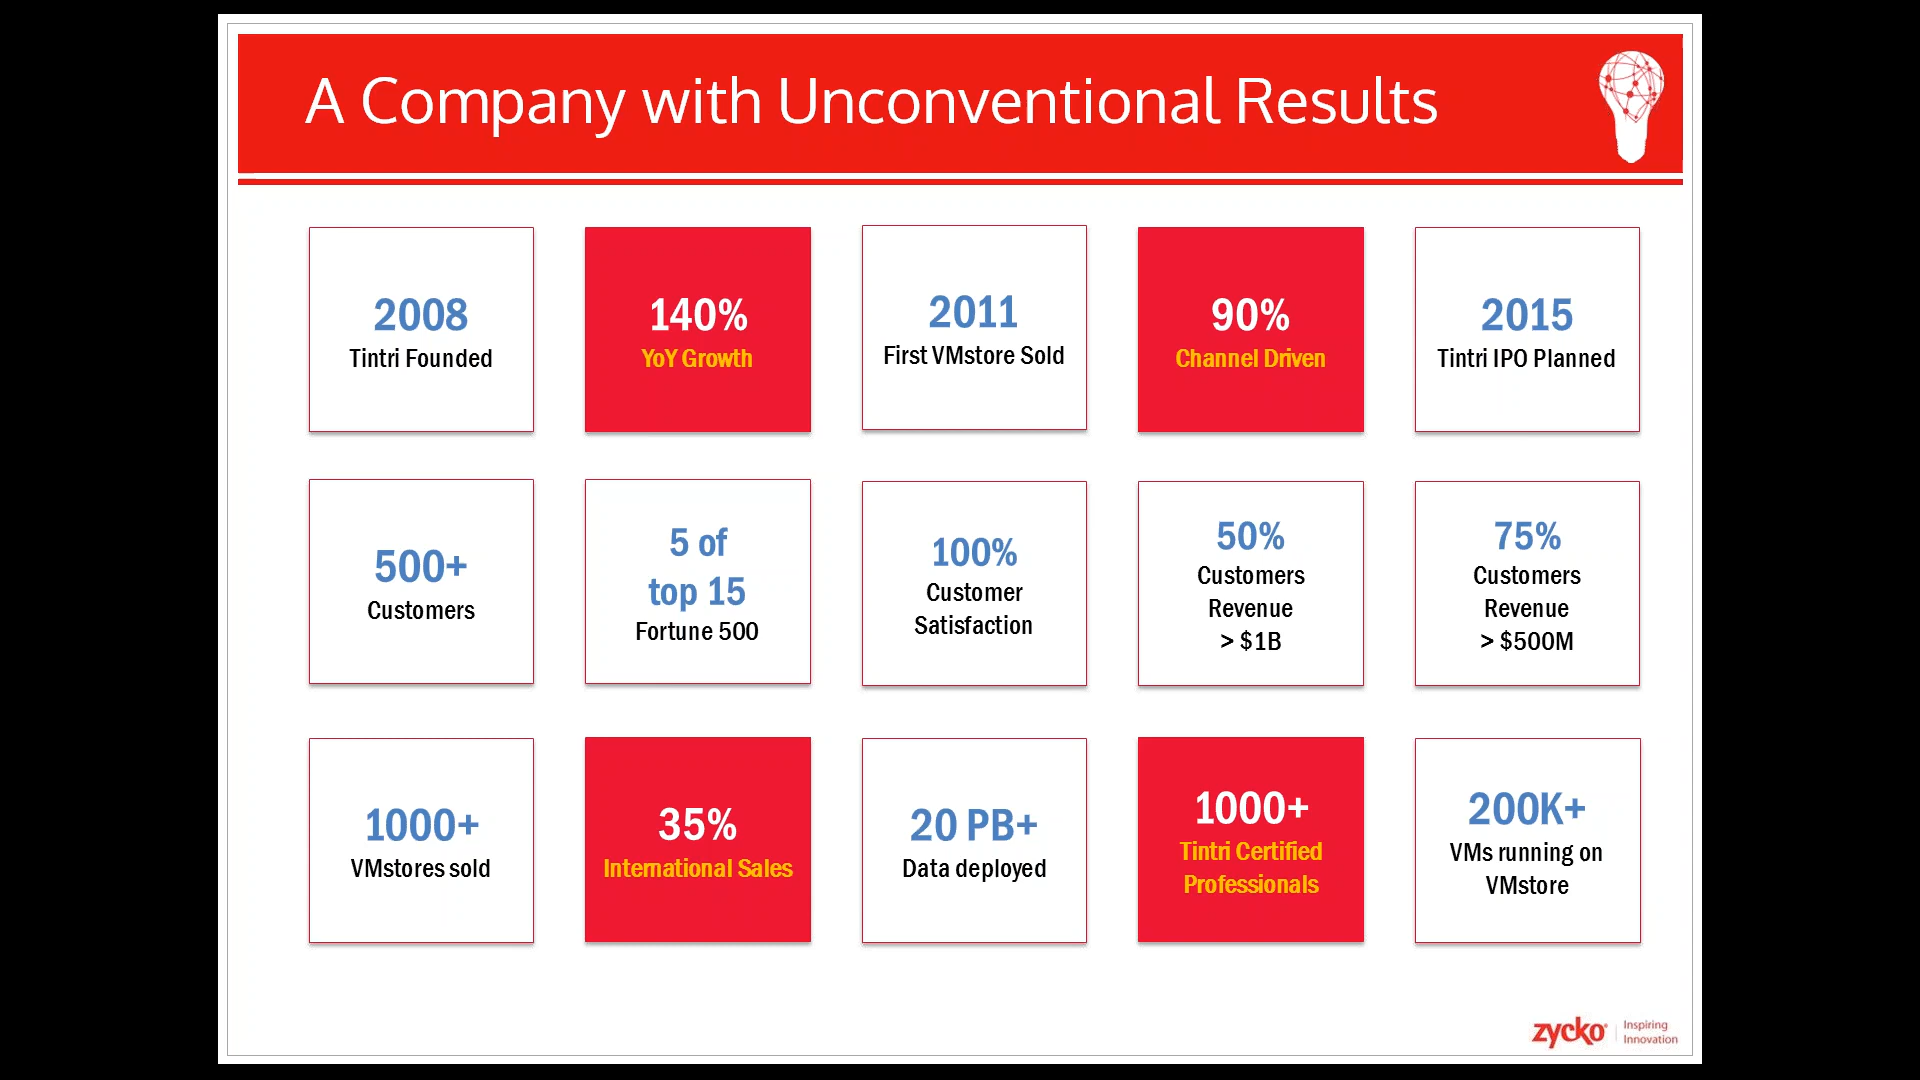 A Company with Unconventional Results
2008
Tintri Founded
140%
YoY Growth
2011
First VMstore Sold
90%
Channel Driven
2015
Tintri IPO Planned
500+
Customers
5 of
top 15
Fortune 500
100%
Customer
Satisfaction
50%
Customers
Revenue
> $1B
75%
Customers
Revenue
> $500M
1000+
VMstores sold
35%
International Sales
20 PB+
Data deployed
1000+
Tintri Certified
Professionals
200K+
VMs running on
VMstore
zycko®
Inspiring
Innovation